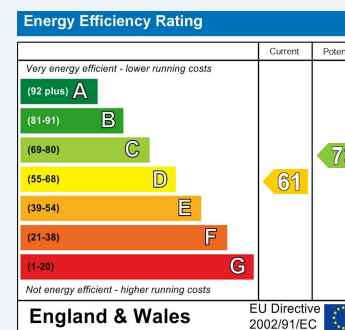 Energy Efficiency Rating
Current
Very energy efficient - lower running costs
(92 plus) A
(81-91) B
(69-80) C
(55-68) D
61
(39-54) E
(21-38) F
(1-20) G
Not energy efficient - higher running costs
England & Wales
EU Directive
2002/91/EC